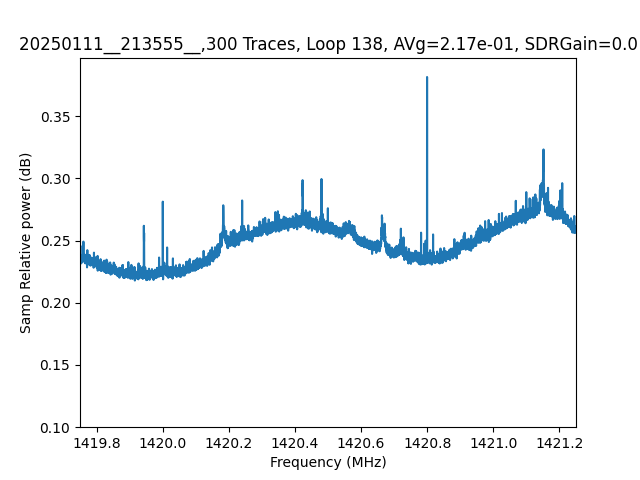 20250111__213555__,300 Traces, Loop 138, AVg=2.17e-01, SDRGain=0.0
0.35
0.30
0.25
0.20
0.15
0.10
Samp Relative power (dB)
1419.8 1420.0 1420.2 1420.4 1420.6 1420.8 1421.0 1421.2
Frequency (MHz)